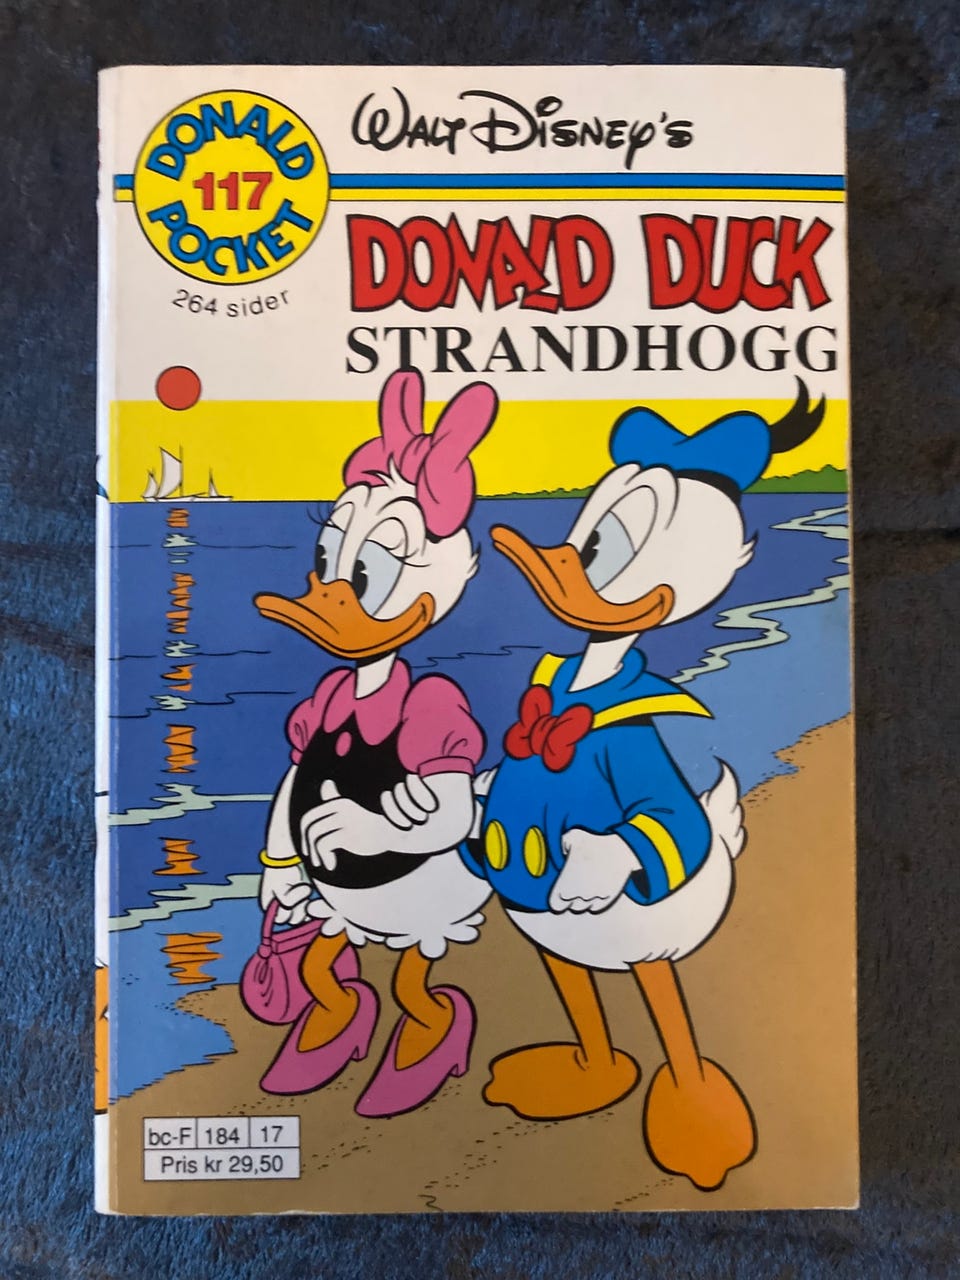 DONALD
117
POCKET
264 sider
WALT DISNEY'S
DONALD DUCK
STRANDHOGG
bc-F 184 17
Pris kr 29,50